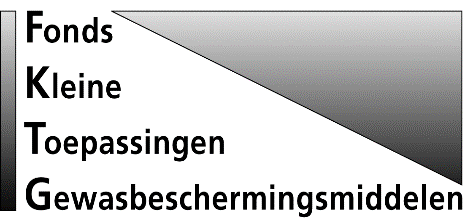 Fonds
Kleine
Toepassingen
Gewasbeschermingsmiddelen